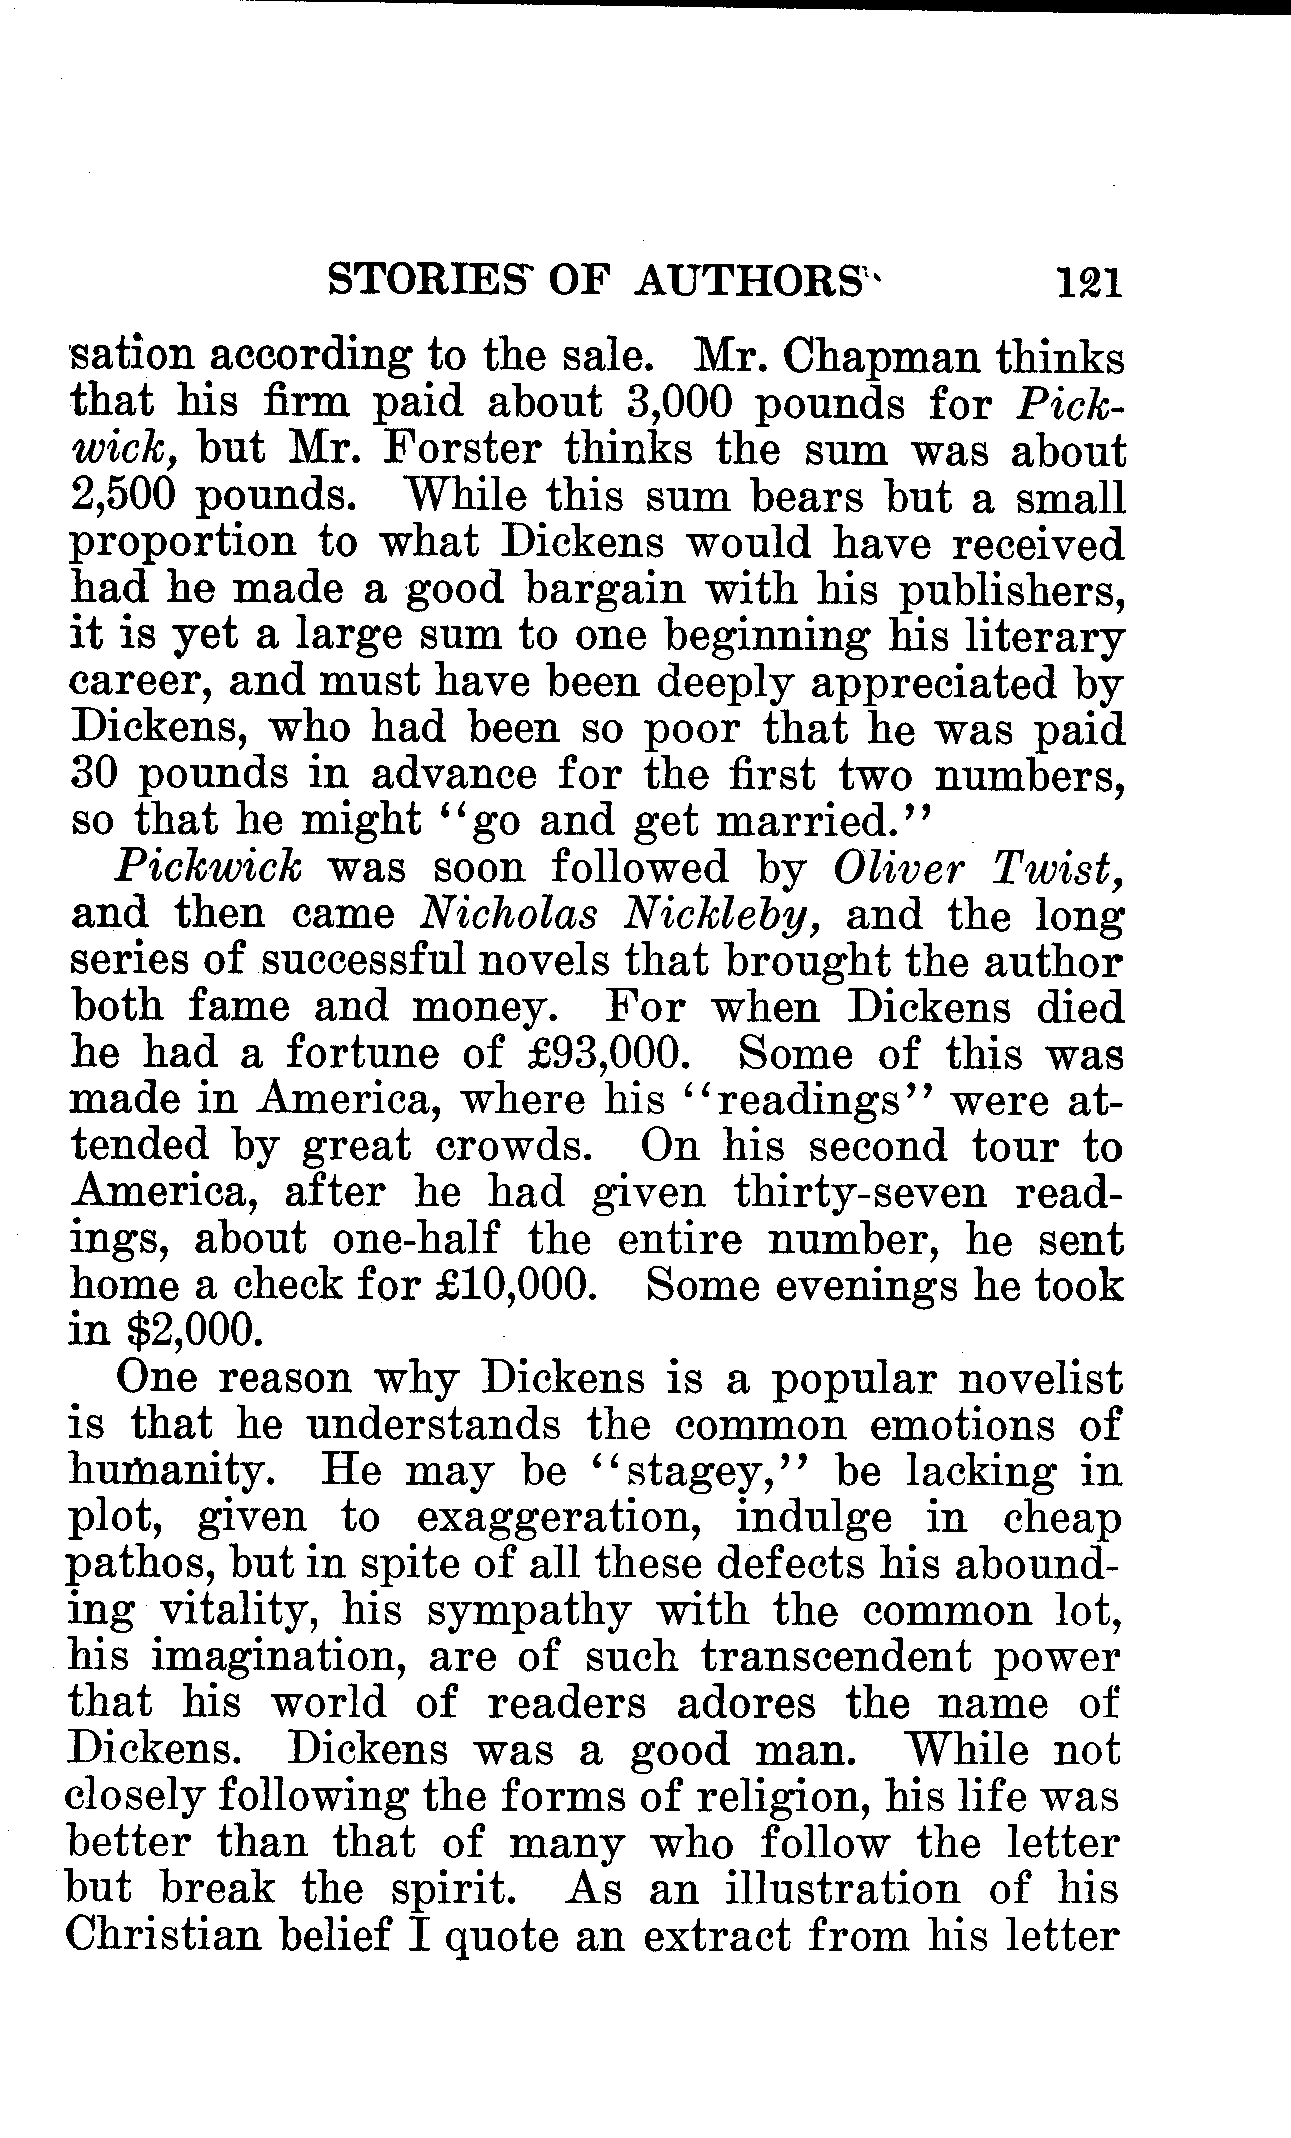 STORIES OF AUTHORS 121
sation according to the sale. Mr. Chapman thinks
that his firm paid about 3,000 pounds for Pick-
wick, but Mr. Forster thinks the sum was about
2,500 pounds. While this sum bears but a small
proportion to what Dickens would have received
had he made a good bargain with his publishers,
it is yet a large sum to one beginning his literary
career, and must have been deeply appreciated by
Dickens, who had been so poor that he was paid
30 pounds in advance for the first two numbers,
so that he might "go and get married."
Pickwick was soon followed by Oliver Twist,
and then came Nicholas Nickleby, and the long
series of successful novels that brought the author
both fame and money. For when Dickens died
he had a fortune of £93,000. Some of this was
made in America, where his "readings" were at-
tended by great crowds. On his second tour to
America, after he had given thirty-seven read-
ings, about one-half the entire number, he sent
home a check for £10,000. Some evenings he took
in $2,000.
One reason why Dickens is a popular novelist
is that he understands the common emotions of
humanity. He may be "stagey," be lacking in
plot, given to exaggeration, indulge in cheap
pathos, but in spite of all these defects his abound-
ing vitality, his sympathy with the common lot,
his imagination, are of such transcendent power
that his world of readers adores the name of
Dickens. Dickens was a good man. While not
closely following the forms of religion, his life was
better than that of many who follow the letter
but break the spirit. As an illustration of his
Christian belief I quote an extract from his letter